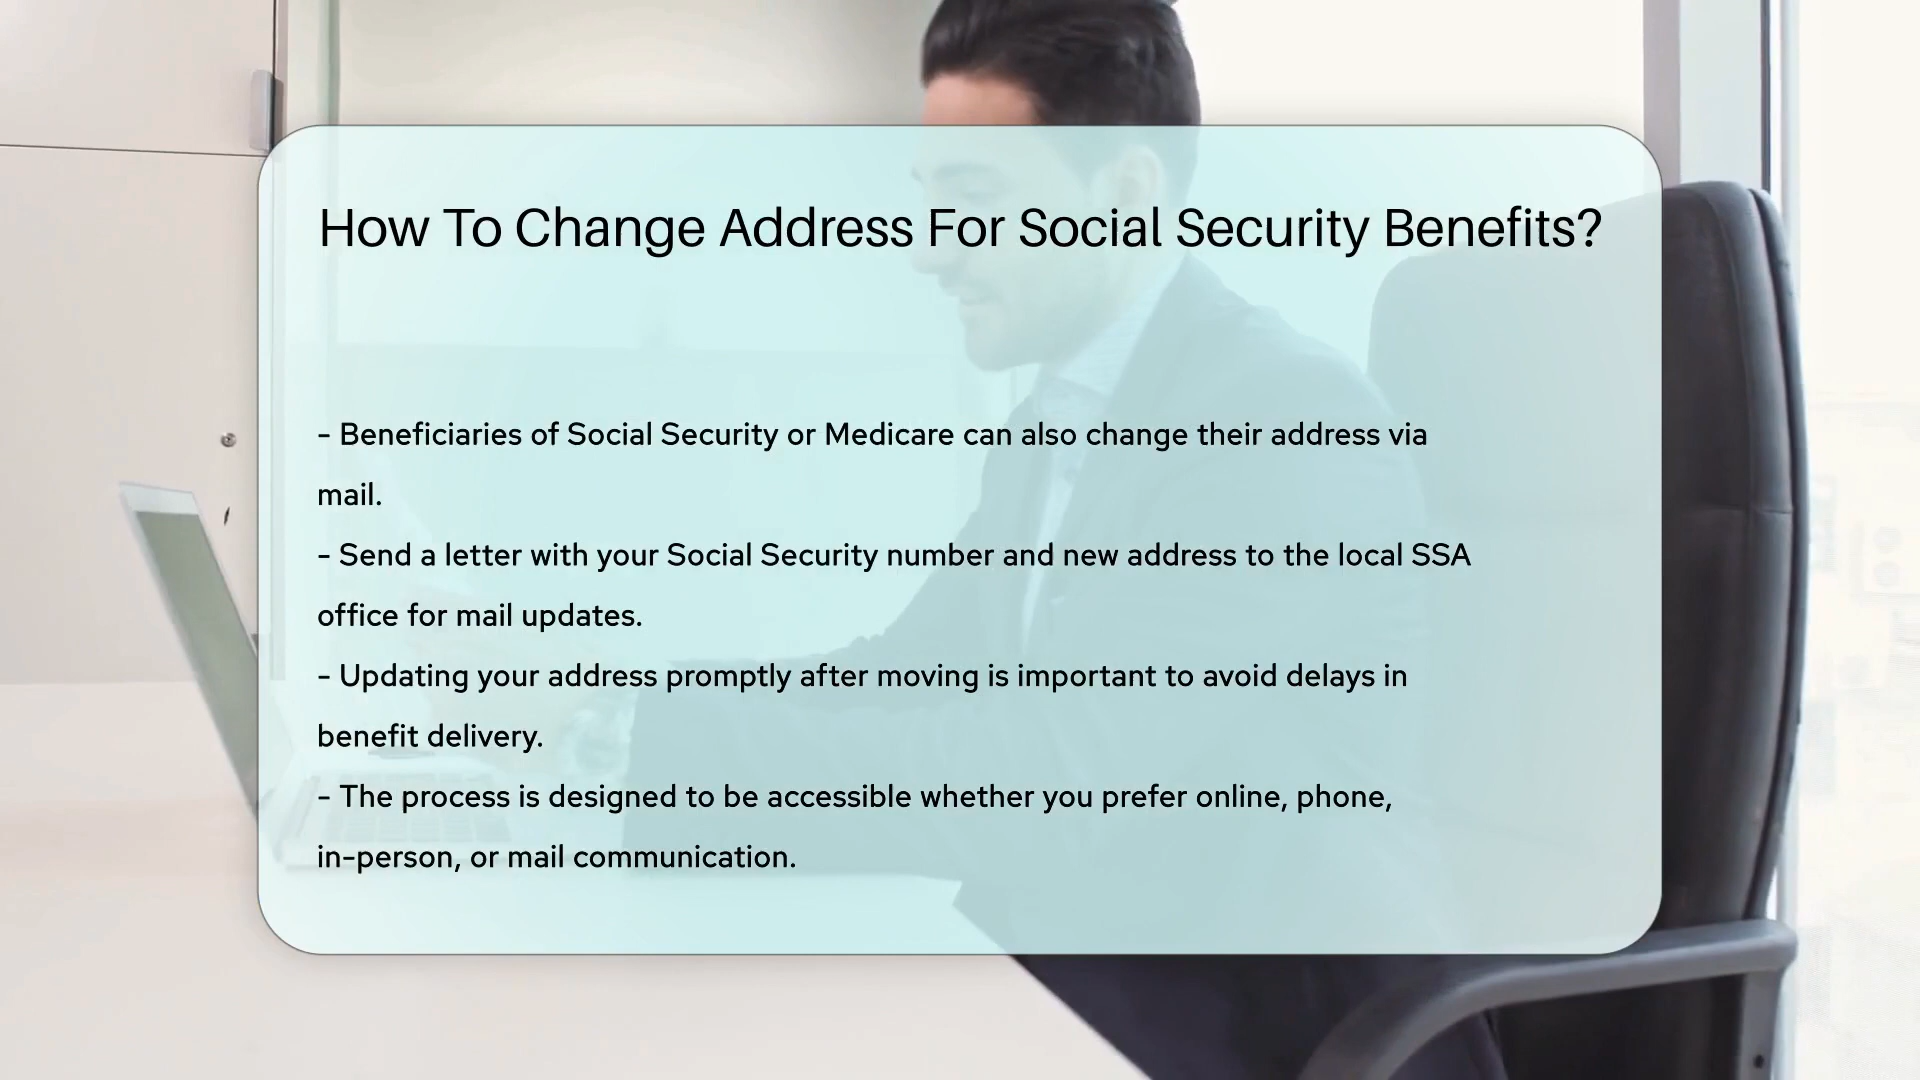 How To Change Address For Social Security Benefits?
- Beneficiaries of Social Security or Medicare can also change their address via
mail.
- Send a letter with your Social Security number and new address to the local SSA
office for mail updates.
- Updating your address promptly after moving is important to avoid delays in
benefit delivery.
- The process is designed to be accessible whether you prefer online, phone,
in-person, or mail communication.